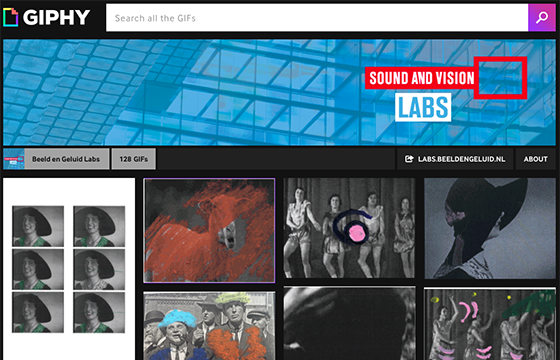 GIPHY
Search all the GIFs
SOUND AND VISION
LABS
Beeld en Geluid Labs
128 GIFs
LABS.BEELDENGELUID.NL
ABOUT